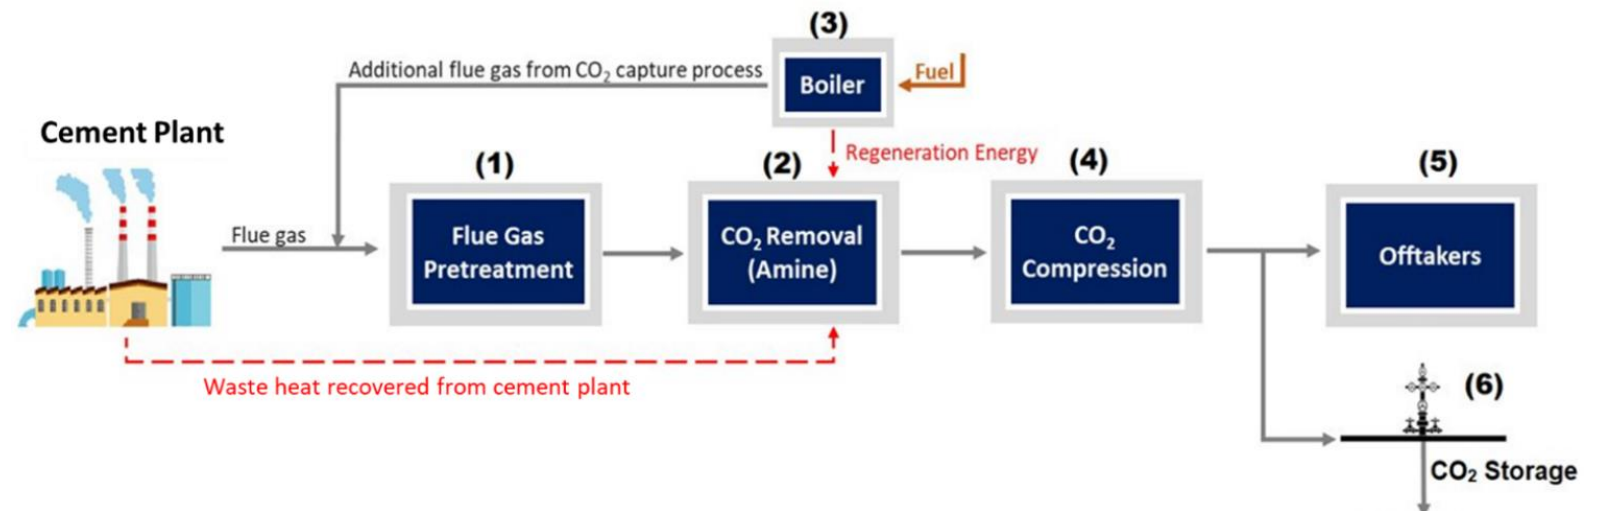 (3)
Additional flue gas from CO₂ capture process
Boiler
Fuel
Cement Plant
Regeneration Energy
(1)
(2)
(4)
(5)
Flue gas
Flue Gas
Pretreatment
CO₂ Removal
(Amine)
CO₂
Compression
Offtakers
Waste heat recovered from cement plant
(6)
CO₂ Storage